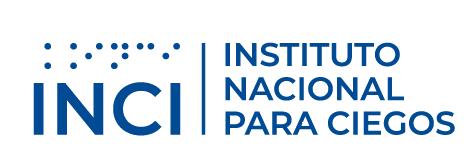 ⠨⠨⠊⠝⠉⠊
INCI
INSTITUTO
NACIONAL
PARA CIEGOS